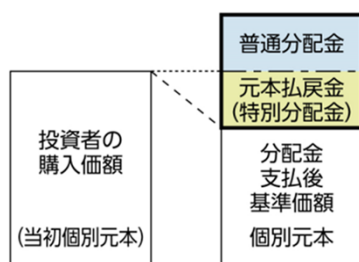 普通分配金
元本払戻金
(特別分配金)
投資者の
購入価額
(当初個別元本)
分配金
支払後
基準価額
個別元本